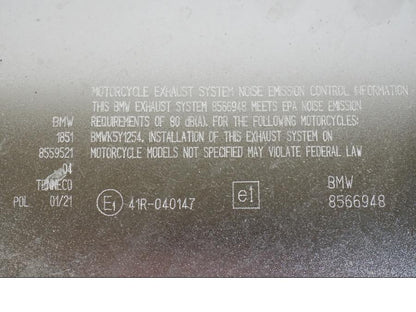 MOTORCYCLE EXHAUST SYSTEM NOISE EMISSION CONTROL INFORMATION
THIS BMW EXHAUST SYSTEM 8566948 MEETS EPA NOISE EMISSION
REQUIREMENTS OF 80 dB(A). FOR THE FOLLOWING MOTORCYCLES:
BMWK5Y1254. INSTALLATION OF THIS EXHAUST SYSTEM ON
MOTORCYCLE MODELS NOT SPECIFIED MAY VIOLATE FEDERAL LAW
BMW
1851
8559521
04
TENNECO
PDL 01/21
E1 41R-040147
e1
BMW
8566948